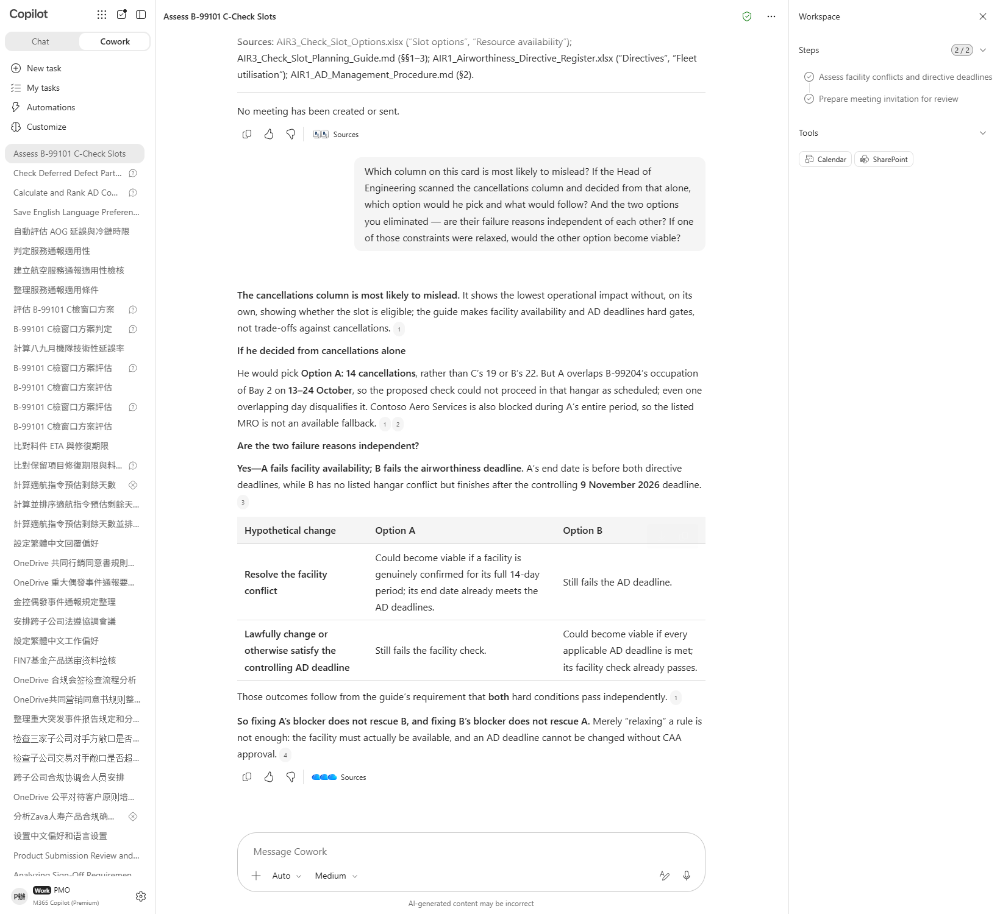 Copilot
Chat
Cowork
New task
My tasks
Automations
Customize
Assess B-99101 C-Check Slots
Check Deferred Defect Part...
Calculate and Rank AD Co...
Save English Language Preferen...
自動評估 AOG 延誤與冷鏈時限
判定服務通報適用性
建立航空服務通報適用性檢核
整理服務通報適用條件
評估 B-99101 C檢窗口方案
B-99101 C檢窗口方案判定
計算八九月機隊技術性延誤率
B-99101 C檢窗口方案評估
B-99101 C檢窗口方案評估
B-99101 C檢窗口方案評估
B-99101 C檢窗口方案評估
比對料件 ETA 與修復期限
比對保留項目修復期限與料...
計算適航指令預估剩餘天數
計算並排序適航指令預估剩餘天...
計算適航指令預估剩餘天數並排...
設定繁體中文回覆偏好
OneDrive 共同行銷同意書規則...
OneDrive 重大偶發事件通報要...
金控偶發事件通報規定整理
安排跨子公司法遵協調會議
設定繁體中文工作偏好
FIN7基金产品送审资料检核
OneDrive 合规会签检查流程分析
OneDrive共同营销同意书规则整...
整理重大突发事件报告规定和分...
检查三家子公司对手方敞口是否...
检查子公司交易对手敞口是否超...
跨子公司合规协调会人员安排
OneDrive 公平对待客户原则培...
分析Zava人寿产品合规确...
设置中文偏好和语言设置
Product Submission Review and...
Analyzing Sign-Off Requiremen
P辦
Work PMO
M365 Copilot (Premium)
Assess B-99101 C-Check Slots
Sources: AIR3_Check_Slot_Options.xlsx (“Slot options”, “Resource availability”);
AIR3_Check_Slot_Planning_Guide.md (§§1–3); AIR1_Airworthiness_Directive_Register.xlsx (“Directives”, “Fleet
utilisation”); AIR1_AD_Management_Procedure.md (§2).
No meeting has been created or sent.
Sources
Which column on this card is most likely to mislead? If the Head of
Engineering scanned the cancellations column and decided from that alone,
which option would he pick and what would follow? And the two options
you eliminated — are their failure reasons independent of each other? If one
of those constraints were relaxed, would the other option become viable?
The cancellations column is most likely to mislead. It shows the lowest operational impact without, on its
own, showing whether the slot is eligible; the guide makes facility availability and AD deadlines hard gates,
not trade-offs against cancellations. 1
If he decided from cancellations alone
He would pick Option A: 14 cancellations, rather than C’s 19 or B’s 22. But A overlaps B-99204’s occupation
of Bay 2 on 13–24 October, so the proposed check could not proceed in that hangar as scheduled; even one
overlapping day disqualifies it. Contoso Aero Services is also blocked during A’s entire period, so the listed
MRO is not an available fallback. 1 2
Are the two failure reasons independent?
Yes—A fails facility availability; B fails the airworthiness deadline. A’s end date is before both directive
deadlines, while B has no listed hangar conflict but finishes after the controlling 9 November 2026 deadline.
3
Hypothetical change
Option A
Option B
Resolve the facility
conflict
Could become viable if a facility is
genuinely confirmed for its full 14-day
period; its end date already meets the
AD deadlines.
Still fails the AD deadline.
Lawfully change or
otherwise satisfy the
controlling AD deadline
Still fails the facility check.
Could become viable if every
applicable AD deadline is met;
its facility check already passes.
Those outcomes follow from the guide’s requirement that both hard conditions pass independently. 1
So fixing A’s blocker does not rescue B, and fixing B’s blocker does not rescue A. Merely “relaxing” a rule is
not enough: the facility must actually be available, and an AD deadline cannot be changed without CAA
approval. 4
Sources
Message Cowork
Auto
Medium
AI-generated content may be incorrect
Workspace
Steps
2 / 2
Assess facility conflicts and directive deadlines
Prepare meeting invitation for review
Tools
Calendar
SharePoint